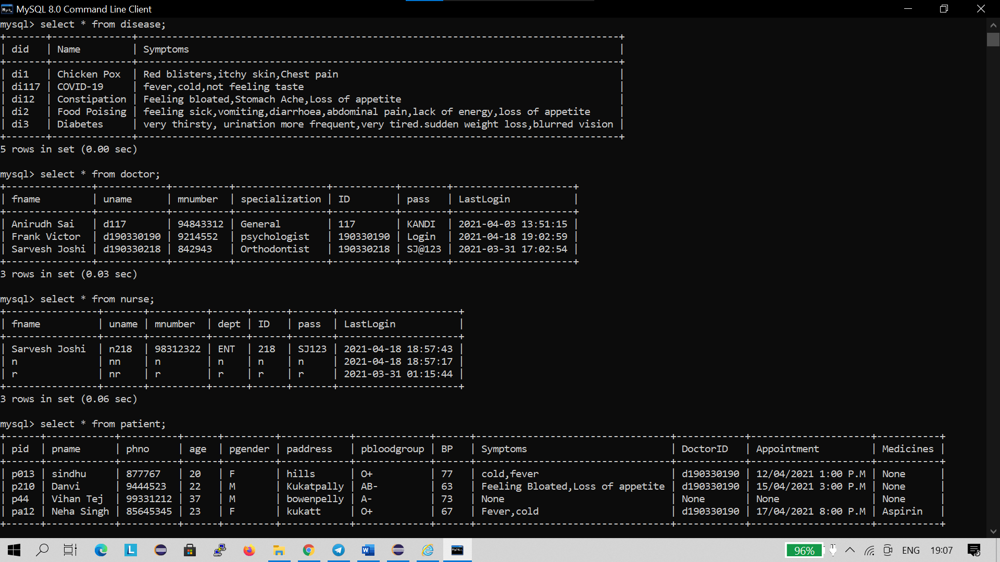 MySQL 8.0 Command Line Client
mysql> select * from disease;
+-------+--------------+------------------------------------------------------------------------------------+
| did   | Name         | Symptoms                                                                           |
+-------+--------------+------------------------------------------------------------------------------------+
| di1   | Chicken Pox  | Red blisters,itchy skin,Chest pain                                                 |
| di117 | COVID-19     | fever,cold,not feeling taste                                                       |
| di12  | Constipation | Feeling bloated,Stomach Ache,Loss of appetite                                      |
| di2   | Food Poising | feeling sick,vomiting,diarrhoea,abdominal pain,lack of energy,loss of appetite     |
| di3   | Diabetes     | very thirsty, urination more frequent,very tired.sudden weight loss,blurred vision |
+-------+--------------+------------------------------------------------------------------------------------+
5 rows in set (0.00 sec)
mysql> select * from doctor;
+---------------+------------+----------+----------------+-----------+--------+---------------------+
| fname         | uname      | mnumber  | specialization | ID        | pass   | LastLogin           |
+---------------+------------+----------+----------------+-----------+--------+---------------------+
| Anirudh Sai   | d117       | 94843312 | General        | 117       | KANDI  | 2021-04-03 13:51:15 |
| Frank Victor  | d190330190 | 9214552  | psychologist   | 190330190 | Login  | 2021-04-18 19:02:59 |
| Sarvesh Joshi | d190330218 | 842943   | Orthodontist   | 190330218 | SJ@123 | 2021-03-31 17:02:54 |
+---------------+------------+----------+----------------+-----------+--------+---------------------+
3 rows in set (0.03 sec)
mysql> select * from nurse;
+----------------+-------+----------+------+------+-------+---------------------+
| fname          | uname | mnumber  | dept | ID   | pass  | LastLogin           |
+----------------+-------+----------+------+------+-------+---------------------+
| Sarvesh Joshi  | n218  | 98312322 | ENT  | 218  | SJ123 | 2021-04-18 18:57:43 |
| n              | nn    | n        | n    | n    | n     | 2021-04-18 18:57:17 |
| r              | nr    | r        | r    | r    | r     | 2021-03-31 01:15:44 |
+----------------+-------+----------+------+------+-------+---------------------+
3 rows in set (0.06 sec)
mysql> select * from patient;
+------+------------+----------+------+---------+------------+-------------+------+----------------------------------+------------+---------------------+-----------+
| pid  | pname      | phno     | age  | pgender | paddress   | pbloodgroup | BP   | Symptoms                         | DoctorID   | Appointment         | Medicines |
+------+------------+----------+------+---------+------------+-------------+------+----------------------------------+------------+---------------------+-----------+
| p013 | sindhu     | 877767   | 20   | F       | hills      | O+          | 77   | cold,fever                       | d190330190 | 12/04/2021 1:00 P.M | None      |
| p210 | Danvi      | 9444523  | 22   | M       | Kukatpally | AB-         | 63   | Feeling Bloated,Loss of appetite | d190330190 | 15/04/2021 3:00 P.M | None      |
| p44  | Vihan Tej  | 99331212 | 37   | M       | bowenpelly | A-          | 73   | None                             | None       | None                | None      |
| pa12 | Neha Singh | 85645345 | 23   | F       | kukatt     | O+          | 67   | Fever,cold                       | d190330190 | 17/04/2021 8:00 P.M | Aspirin   |
+------+------------+----------+------+---------+------------+-------------+------+----------------------------------+------------+---------------------+-----------+
96% ENG 19:07